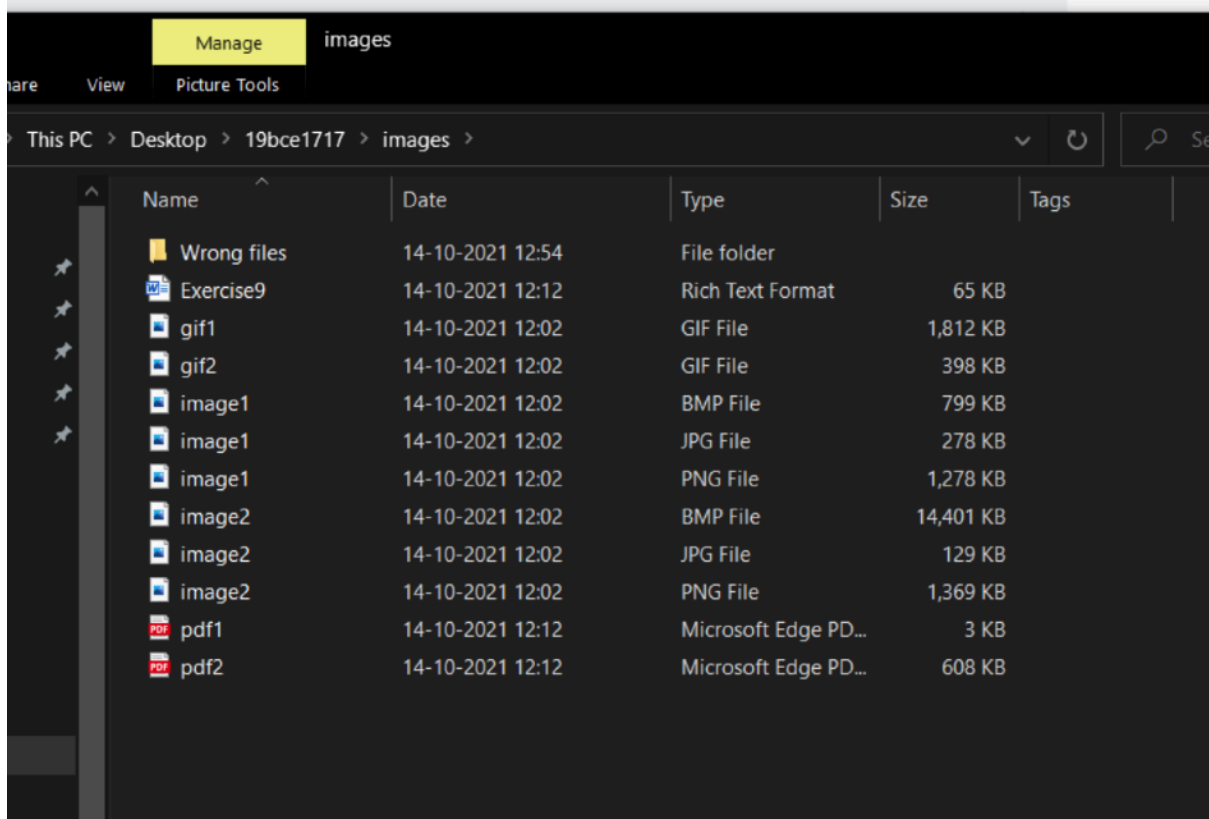 Manage images
hare View Picture Tools
This PC > Desktop > 19bce1717 > images > Se
Name Date Type Size Tags
Wrong files 14-10-2021 12:54 File folder
Exercise9 14-10-2021 12:12 Rich Text Format 65 KB
gif1 14-10-2021 12:02 GIF File 1,812 KB
gif2 14-10-2021 12:02 GIF File 398 KB
image1 14-10-2021 12:02 BMP File 799 KB
image1 14-10-2021 12:02 JPG File 278 KB
image1 14-10-2021 12:02 PNG File 1,278 KB
image2 14-10-2021 12:02 BMP File 14,401 KB
image2 14-10-2021 12:02 JPG File 129 KB
image2 14-10-2021 12:02 PNG File 1,369 KB
pdf1 14-10-2021 12:12 Microsoft Edge PD... 3 KB
pdf2 14-10-2021 12:12 Microsoft Edge PD... 608 KB